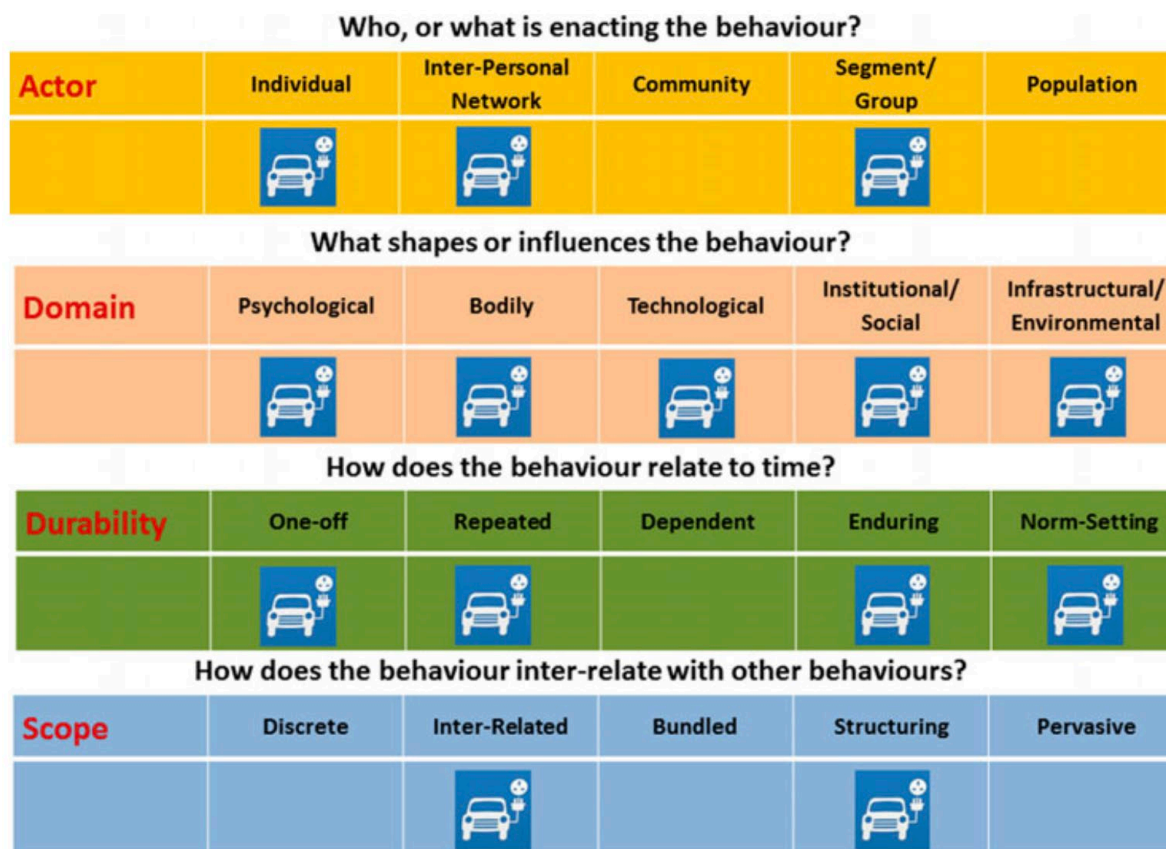 Who, or what is enacting the behaviour?
Actor Individual Inter-Personal Network Community Segment/ Group Population
What shapes or influences the behaviour?
Domain Psychological Bodily Technological Institutional/ Social Infrastructural/ Environmental
How does the behaviour relate to time?
Durability One-off Repeated Dependent Enduring Norm-Setting
How does the behaviour inter-relate with other behaviours?
Scope Discrete Inter-Related Bundled Structuring Pervasive